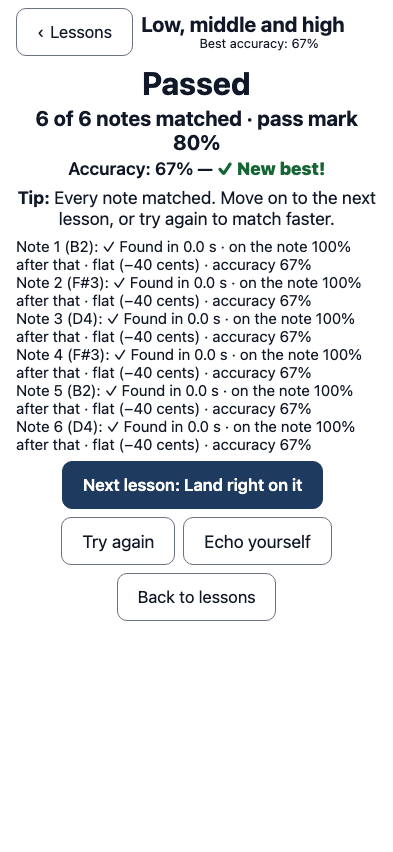 ‹ Lessons
Low, middle and high
Best accuracy: 67%
Passed
6 of 6 notes matched · pass mark
80%
Accuracy: 67% — ✓ New best!
Tip: Every note matched. Move on to the next
lesson, or try again to match faster.
Note 1 (B2): ✓ Found in 0.0 s · on the note 100%
after that · flat (−40 cents) · accuracy 67%
Note 2 (F#3): ✓ Found in 0.0 s · on the note 100%
after that · flat (−40 cents) · accuracy 67%
Note 3 (D4): ✓ Found in 0.0 s · on the note 100%
after that · flat (−40 cents) · accuracy 67%
Note 4 (F#3): ✓ Found in 0.0 s · on the note 100%
after that · flat (−40 cents) · accuracy 67%
Note 5 (B2): ✓ Found in 0.0 s · on the note 100%
after that · flat (−40 cents) · accuracy 67%
Note 6 (D4): ✓ Found in 0.0 s · on the note 100%
after that · flat (−40 cents) · accuracy 67%
Next lesson: Land right on it
Try again
Echo yourself
Back to lessons